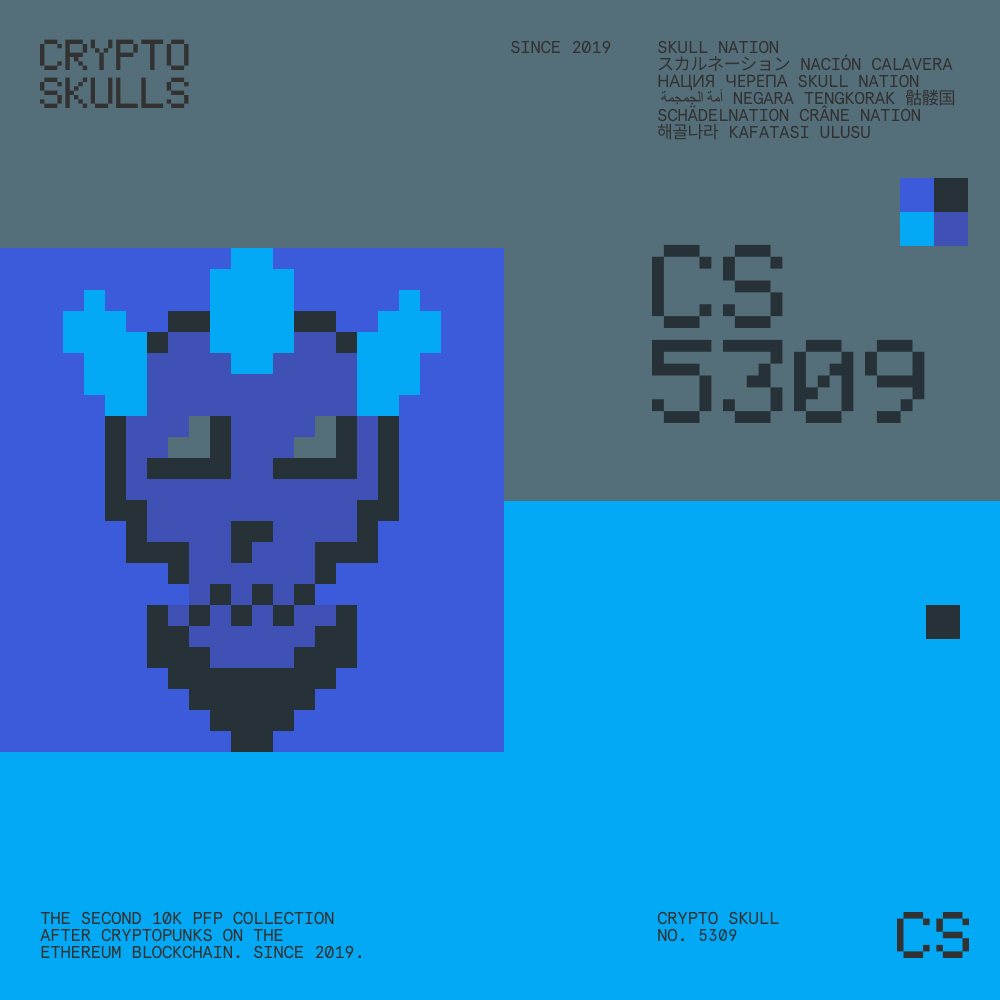 CRYPTO
SKULLS
SINCE 2019
SKULL NATION
スカルネーション NACIÓN CALAVERA
НАЦИЯ ЧЕРЕПА SKULL NATION
أمة الجمجمة NEGARA TENGKORAK 骷髅国
SCHÄDELNATION CRÂNE NATION
해골나라 KAFATASI ULUSU
CS
5309
THE SECOND 10K PFP COLLECTION
AFTER CRYPTOPUNKS ON THE
ETHEREUM BLOCKCHAIN. SINCE 2019.
CRYPTO SKULL
NO. 5309
CS